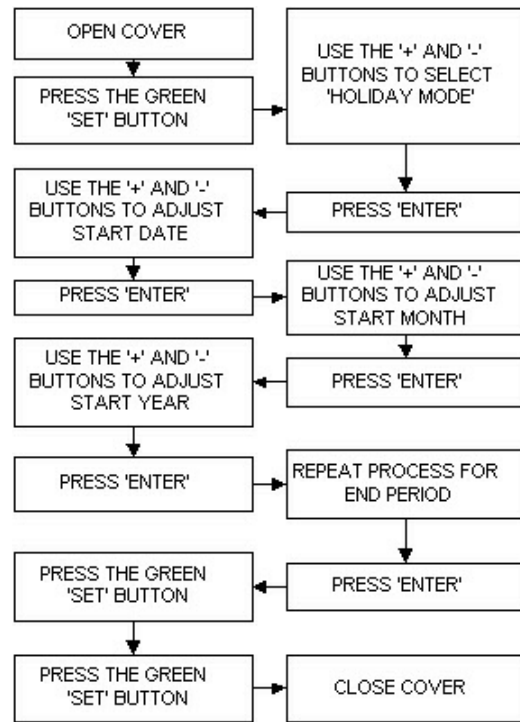 OPEN COVER
PRESS THE GREEN
'SET' BUTTON
USE THE '+' AND '-'
BUTTONS TO SELECT
'HOLIDAY MODE'
PRESS 'ENTER'
USE THE '+' AND '-'
BUTTONS TO ADJUST
START DATE
PRESS 'ENTER'
USE THE '+' AND '-'
BUTTONS TO ADJUST
START MONTH
PRESS 'ENTER'
USE THE '+' AND '-'
BUTTONS TO ADJUST
START YEAR
PRESS 'ENTER'
REPEAT PROCESS FOR
END PERIOD
PRESS 'ENTER'
PRESS THE GREEN
'SET' BUTTON
PRESS THE GREEN
'SET' BUTTON
CLOSE COVER